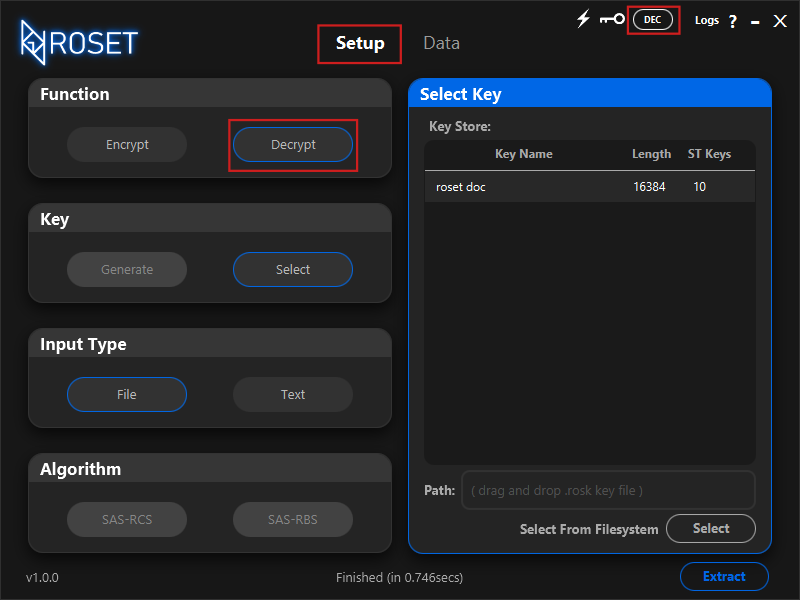 ROSET
Setup
Data
DEC
Logs
?
Function
Encrypt
Decrypt
Key
Generate
Select
Input Type
File
Text
Algorithm
SAS-RCS
SAS-RBS
Select Key
Key Store:
Key Name Length ST Keys
roset doc 16384 10
Path: ( drag and drop .rosk key file )
Select From Filesystem Select
v1.0.0
Finished (in 0.746secs)
Extract